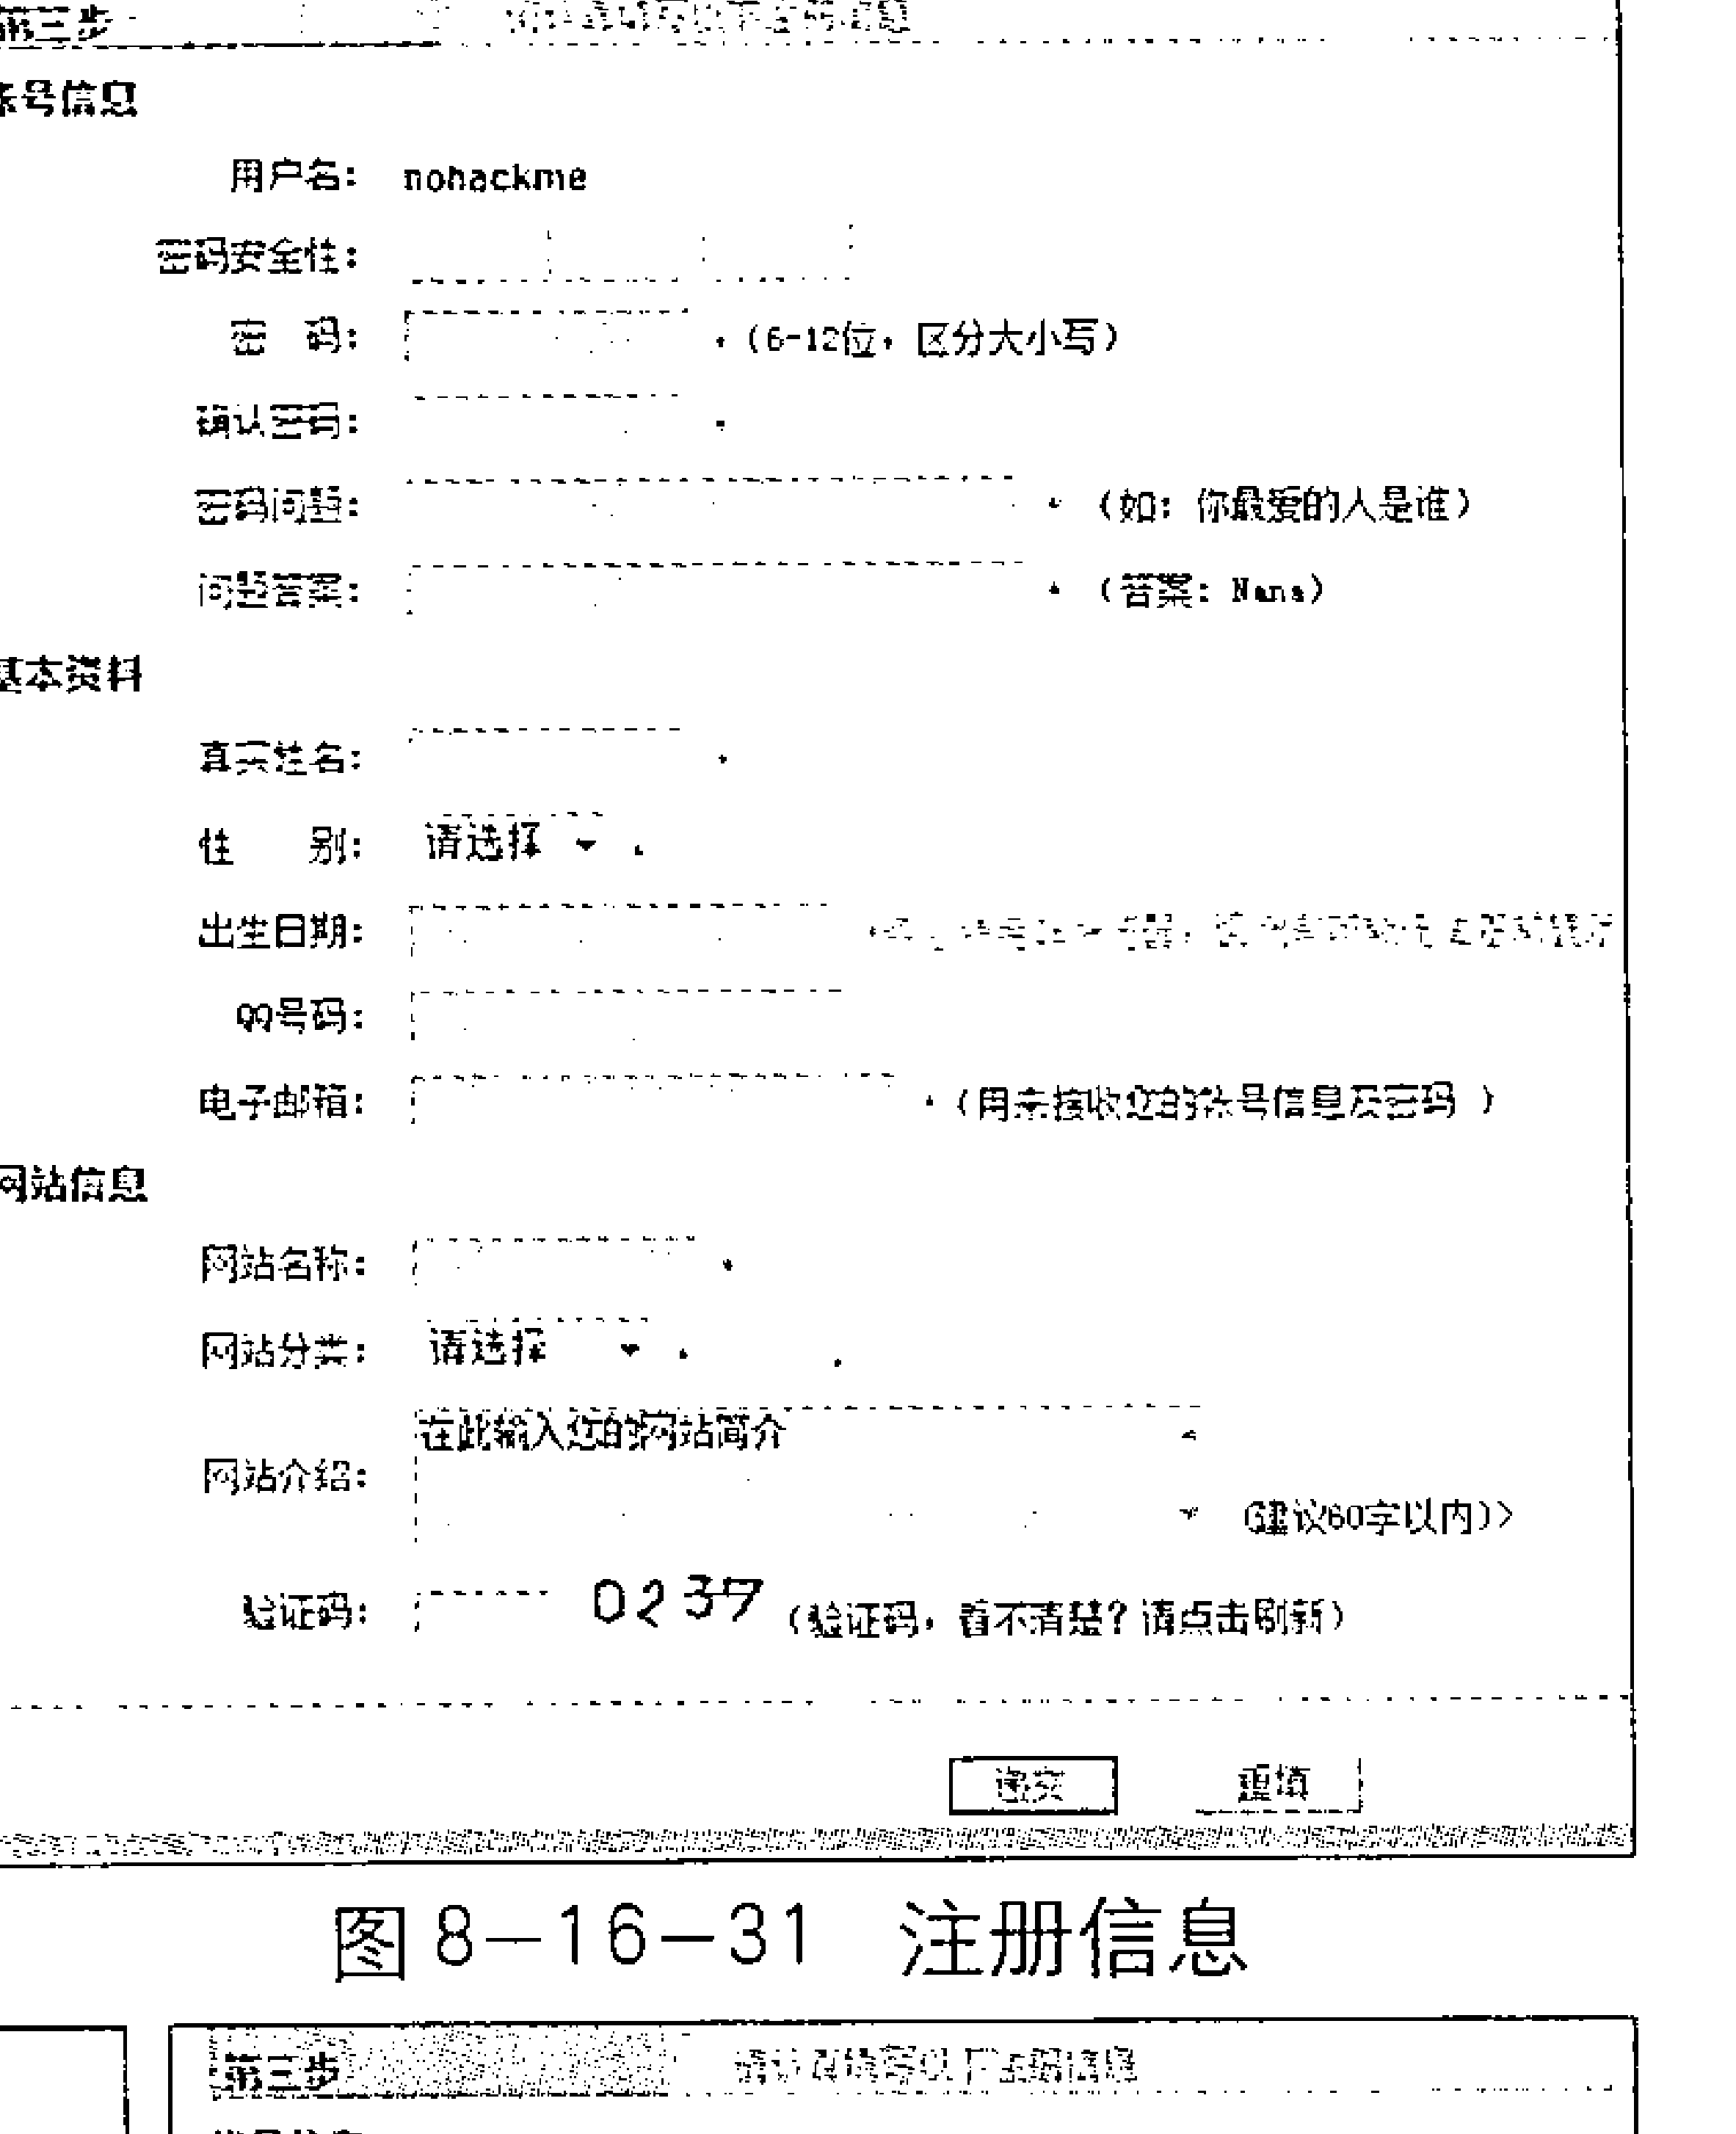 第三步
帐号信息
用户名: nohackme
密码安全性:
密 码: * (6-12位, 区分大小写)
确认密码: *
密码问题: * (如: 你最爱的人是谁)
问题答案: * (答案: Nana)
基本资料
真实姓名: *
性 别: 请选择 *
出生日期:
QQ号码:
电子邮箱: * (用来接收您的帐号信息及密码 )
网站信息
网站名称: *
网站分类: 请选择 *
在此输入您的网站简介
网站介绍: (建议60字以内)>
验证码: 0237 (验证码, 看不清楚? 请点击刷新)
递交 重填
图8-16-31 注册信息
第三步